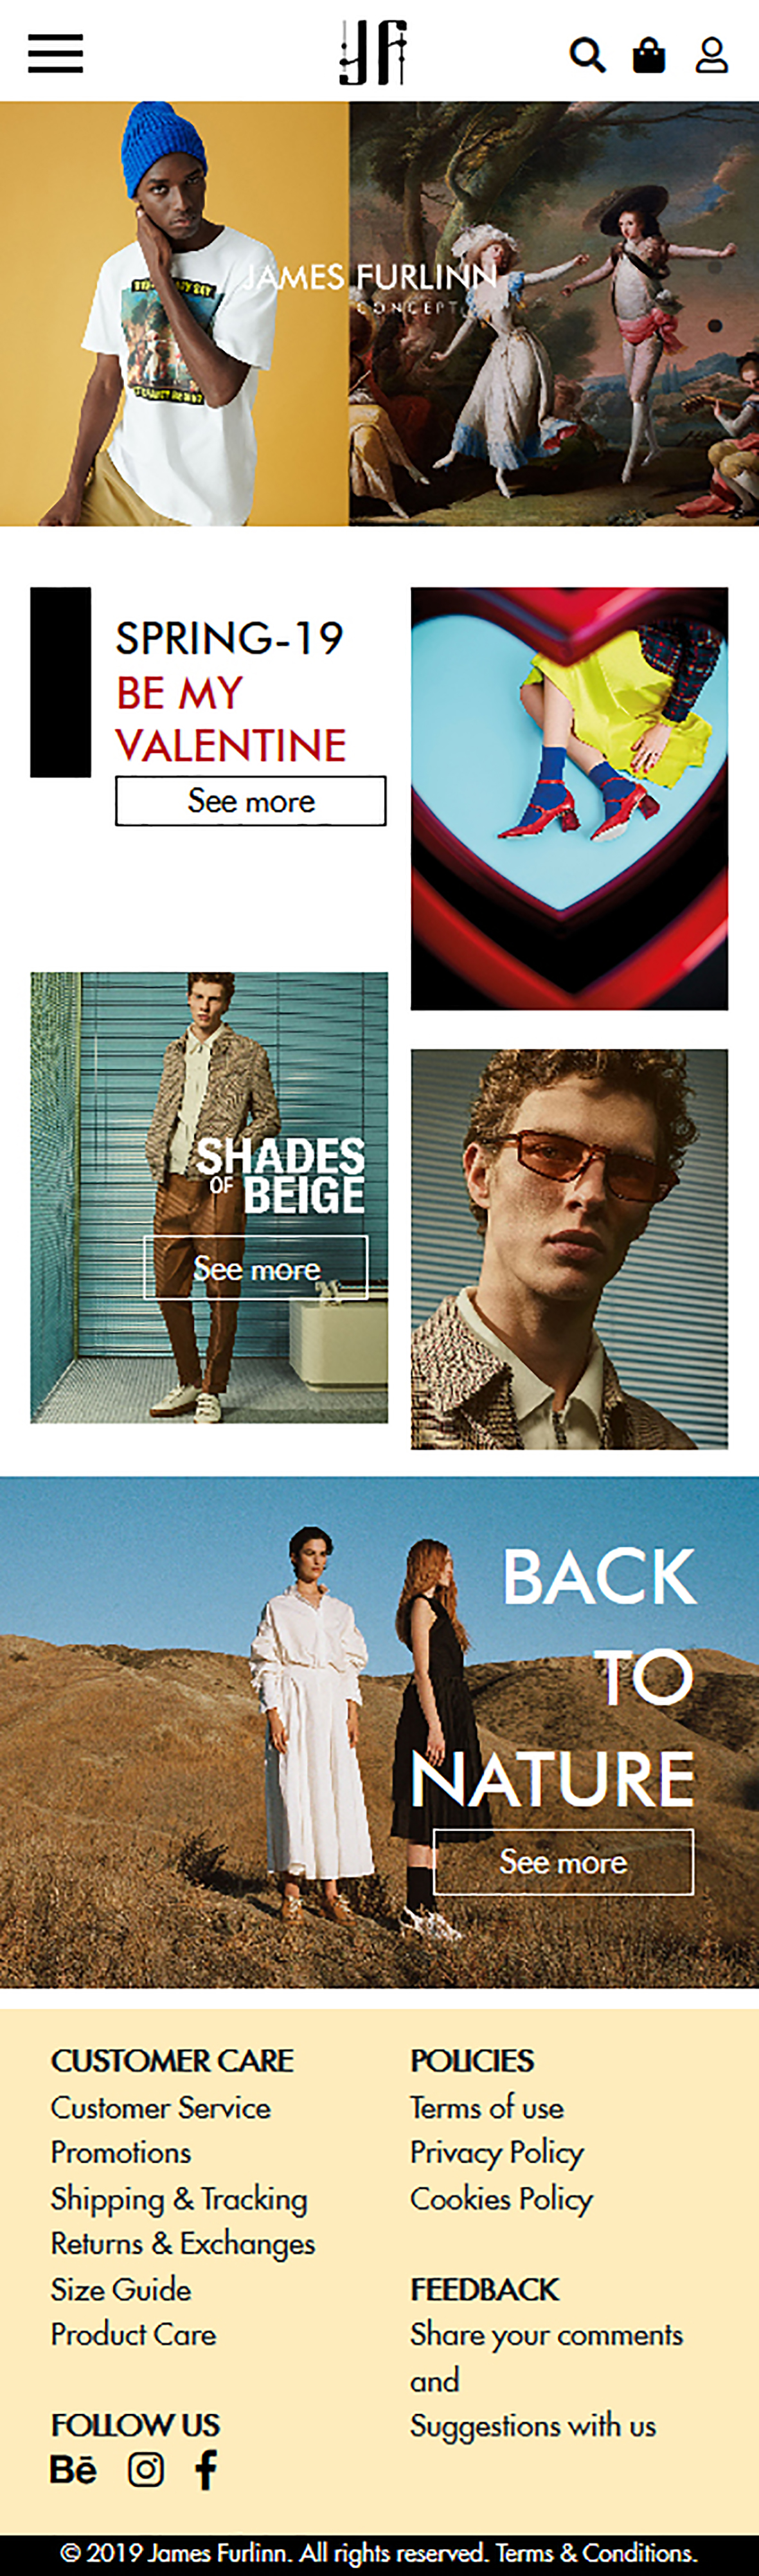 JF
JAMES FURLINN
CONCEPT
SPRING-19
BE MY
VALENTINE
See more
SHADES
OF BEIGE
See more
BACK
TO
NATURE
See more
CUSTOMER CARE
Customer Service
Promotions
Shipping & Tracking
Returns & Exchanges
Size Guide
Product Care
FOLLOW US
Bē
POLICIES
Terms of use
Privacy Policy
Cookies Policy
FEEDBACK
Share your comments
and
Suggestions with us
© 2019 James Furlinn. All rights reserved. Terms & Conditions.